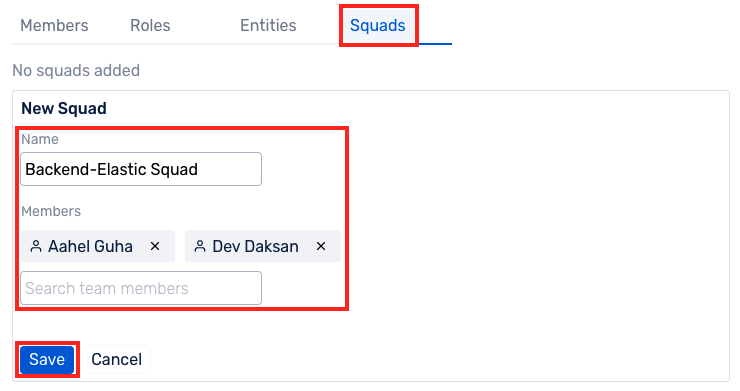 Members Roles Entities Squads
No squads added
New Squad
Name
Backend-Elastic Squad
Members
Aahel Guha × Dev Daksan ×
Search team members
Save Cancel